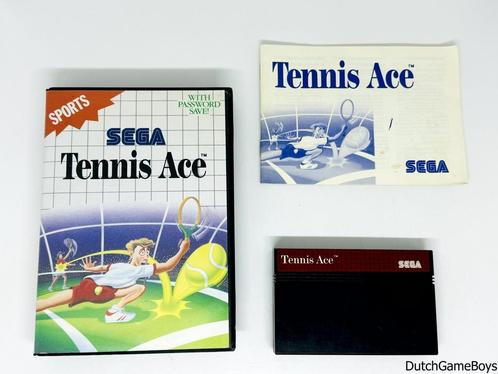 SPORTS
WITH
PASSWORD
SAVE!
SEGA
Tennis Ace™
Tennis Ace™
SEGA
Tennis Ace™
SEGA
DutchGameBoys